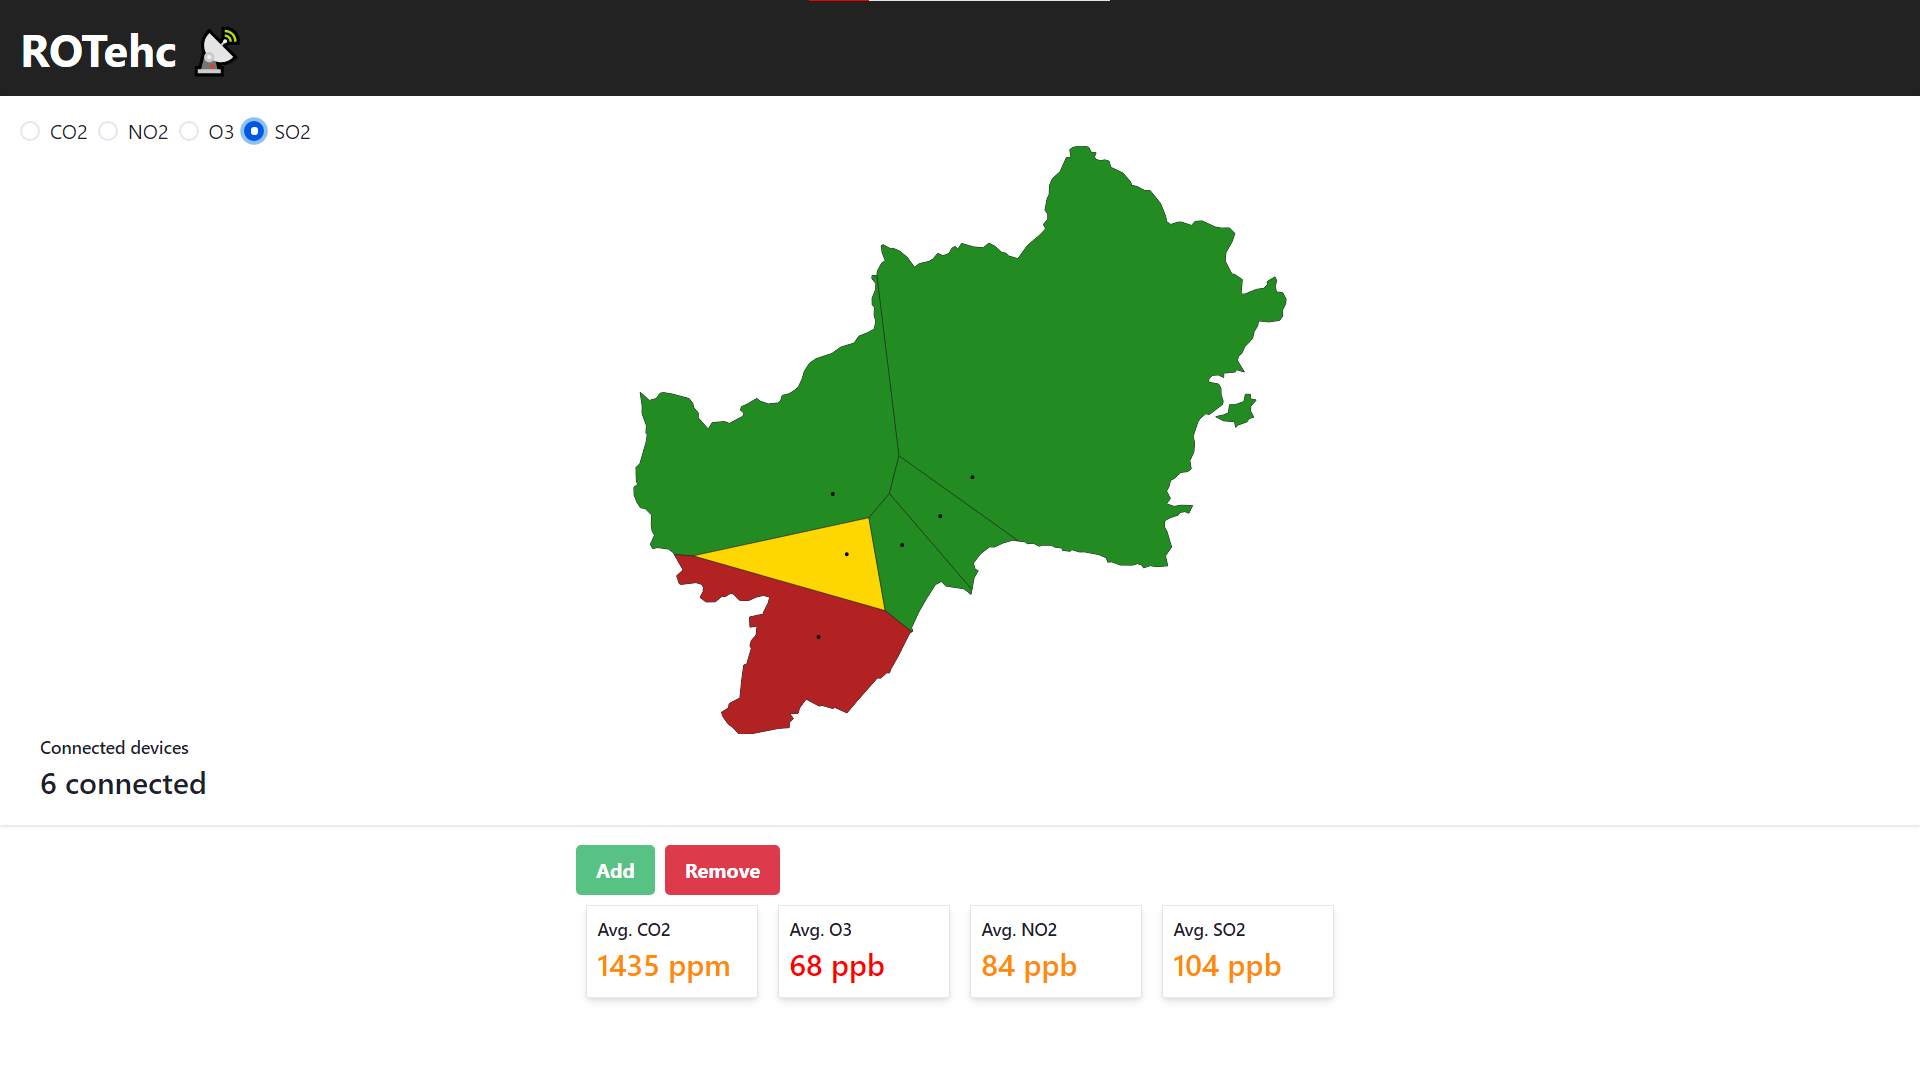 ROTehc
CO2 NO2 O3 SO2
Connected devices
6 connected
Add Remove
Avg. CO2
1435 ppm
Avg. O3
68 ppb
Avg. NO2
84 ppb
Avg. SO2
104 ppb